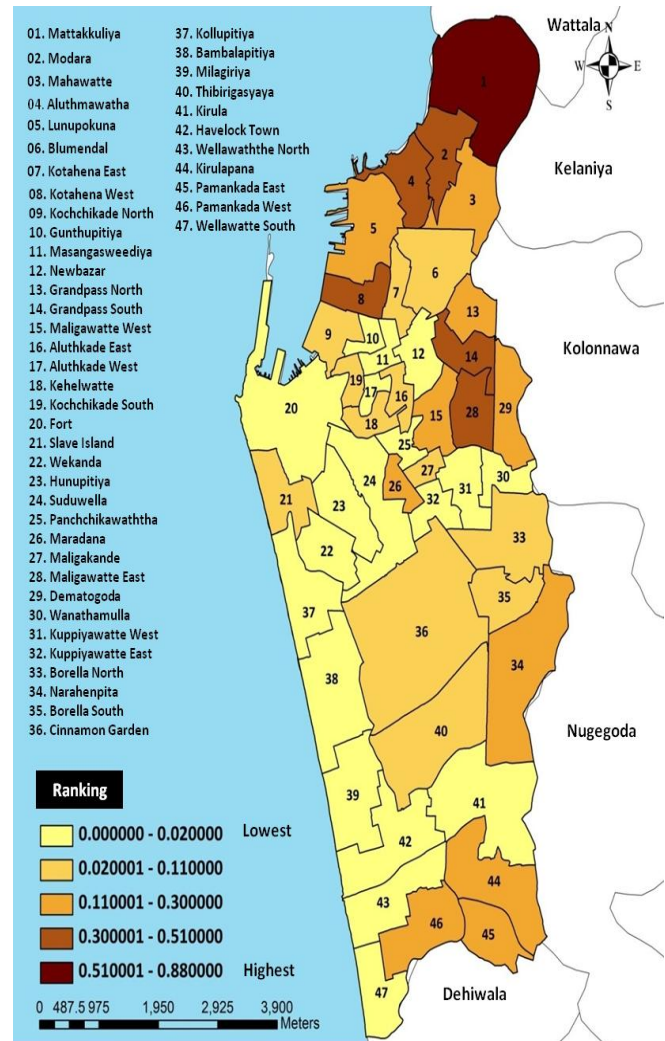 01. Mattakkuliya
02. Modara
03. Mahawatte
04. Aluthmawatha
05. Lunupokuna
06. Blumendal
07. Kotahena East
08. Kotahena West
09. Kochchikade North
10. Gunthupitiya
11. Masangasweediya
12. Newbazar
13. Grandpass North
14. Grandpass South
15. Maligawatte West
16. Aluthkade East
17. Aluthkade West
18. Kehelwatte
19. Kochchikade South
20. Fort
21. Slave Island
22. Wekanda
23. Hunupitiya
24. Suduwella
25. Panchchikawaththa
26. Maradana
27. Maligakande
28. Maligawatte East
29. Dematogoda
30. Wanathamulla
31. Kuppiyawatte West
32. Kuppiyawatte East
33. Borella North
34. Narahenpita
35. Borella South
36. Cinnamon Garden
37. Kollupitiya
38. Bambalapitiya
39. Milagiriya
40. Thibirigasyaya
41. Kirula
42. Havelock Town
43. Wellawaththe North
44. Kirulapana
45. Pamankada East
46. Pamankada West
47. Wellawatte South
Wattala
N
W E
S
Kelaniya
Kolonnawa
Nugegoda
Dehiwala
1
2
4
3
5
6
7
8
13
9
10
12
11
14
19
17
16
20
18
15
28
29
25
24
27
21
26
31
30
23
32
22
33
35
37
36
34
38
40
39
41
42
44
43
46
45
47
Ranking
0.000000 - 0.020000 Lowest
0.020001 - 0.110000
0.110001 - 0.300000
0.300001 - 0.510000
0.510001 - 0.880000 Highest
0 487.5 975 1,950 2,925 3,900
Meters